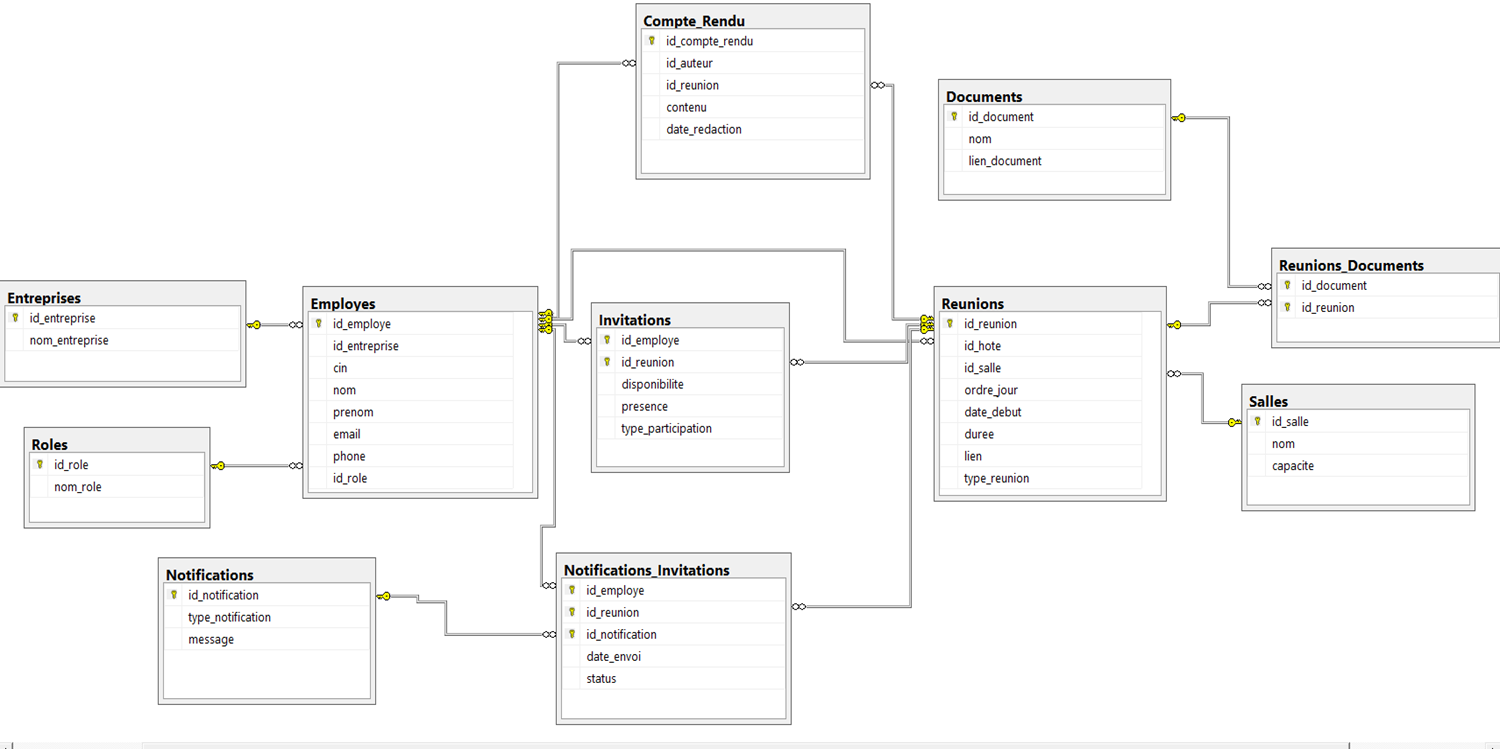 Compte_Rendu
id_compte_rendu
id_auteur
id_reunion
contenu
date_redaction
Documents
id_document
nom
lien_document
Reunions_Documents
id_document
id_reunion
Entreprises
id_entreprise
nom_entreprise
Employes
id_employe
id_entreprise
cin
nom
prenom
email
phone
id_role
Invitations
id_employe
id_reunion
disponibilite
presence
type_participation
Reunions
id_reunion
id_hote
id_salle
ordre_jour
date_debut
duree
lien
type_reunion
Salles
id_salle
nom
capacite
Roles
id_role
nom_role
Notifications
id_notification
type_notification
message
Notifications_Invitations
id_employe
id_reunion
id_notification
date_envoi
status